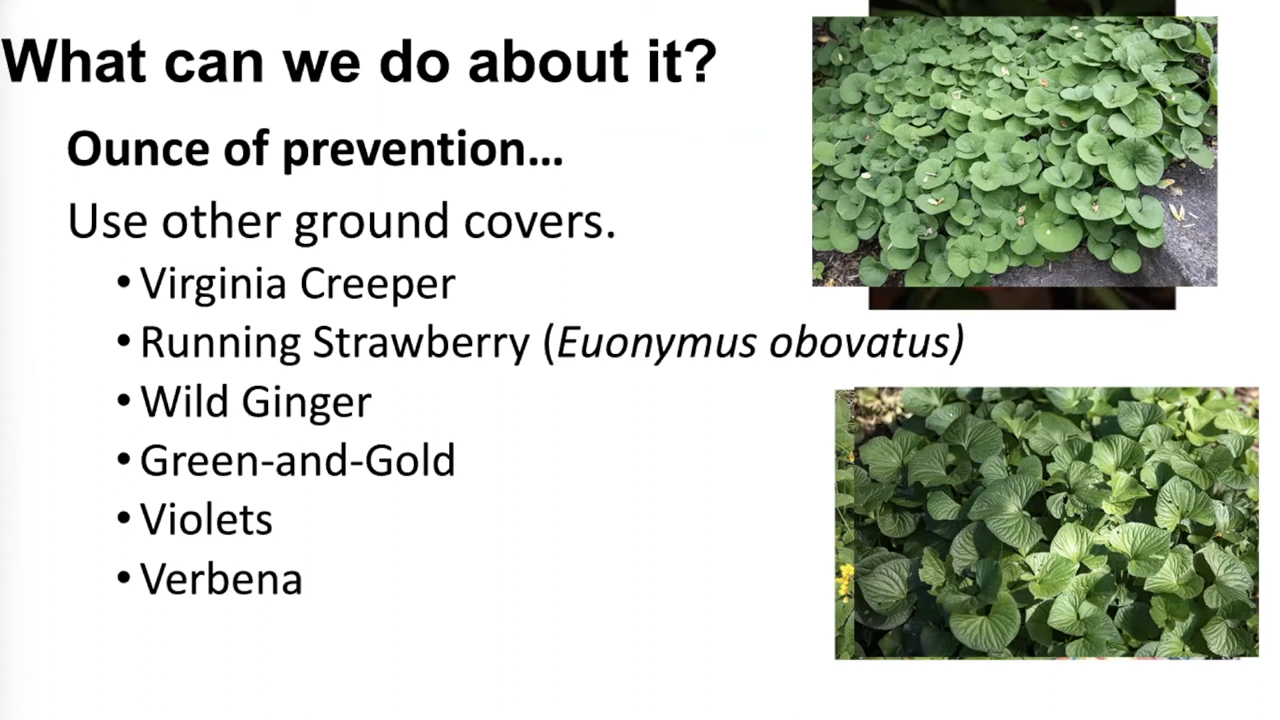 What can we do about it?
Ounce of prevention…
Use other ground covers.
• Virginia Creeper
• Running Strawberry (Euonymus obovatus)
• Wild Ginger
• Green-and-Gold
• Violets
• Verbena